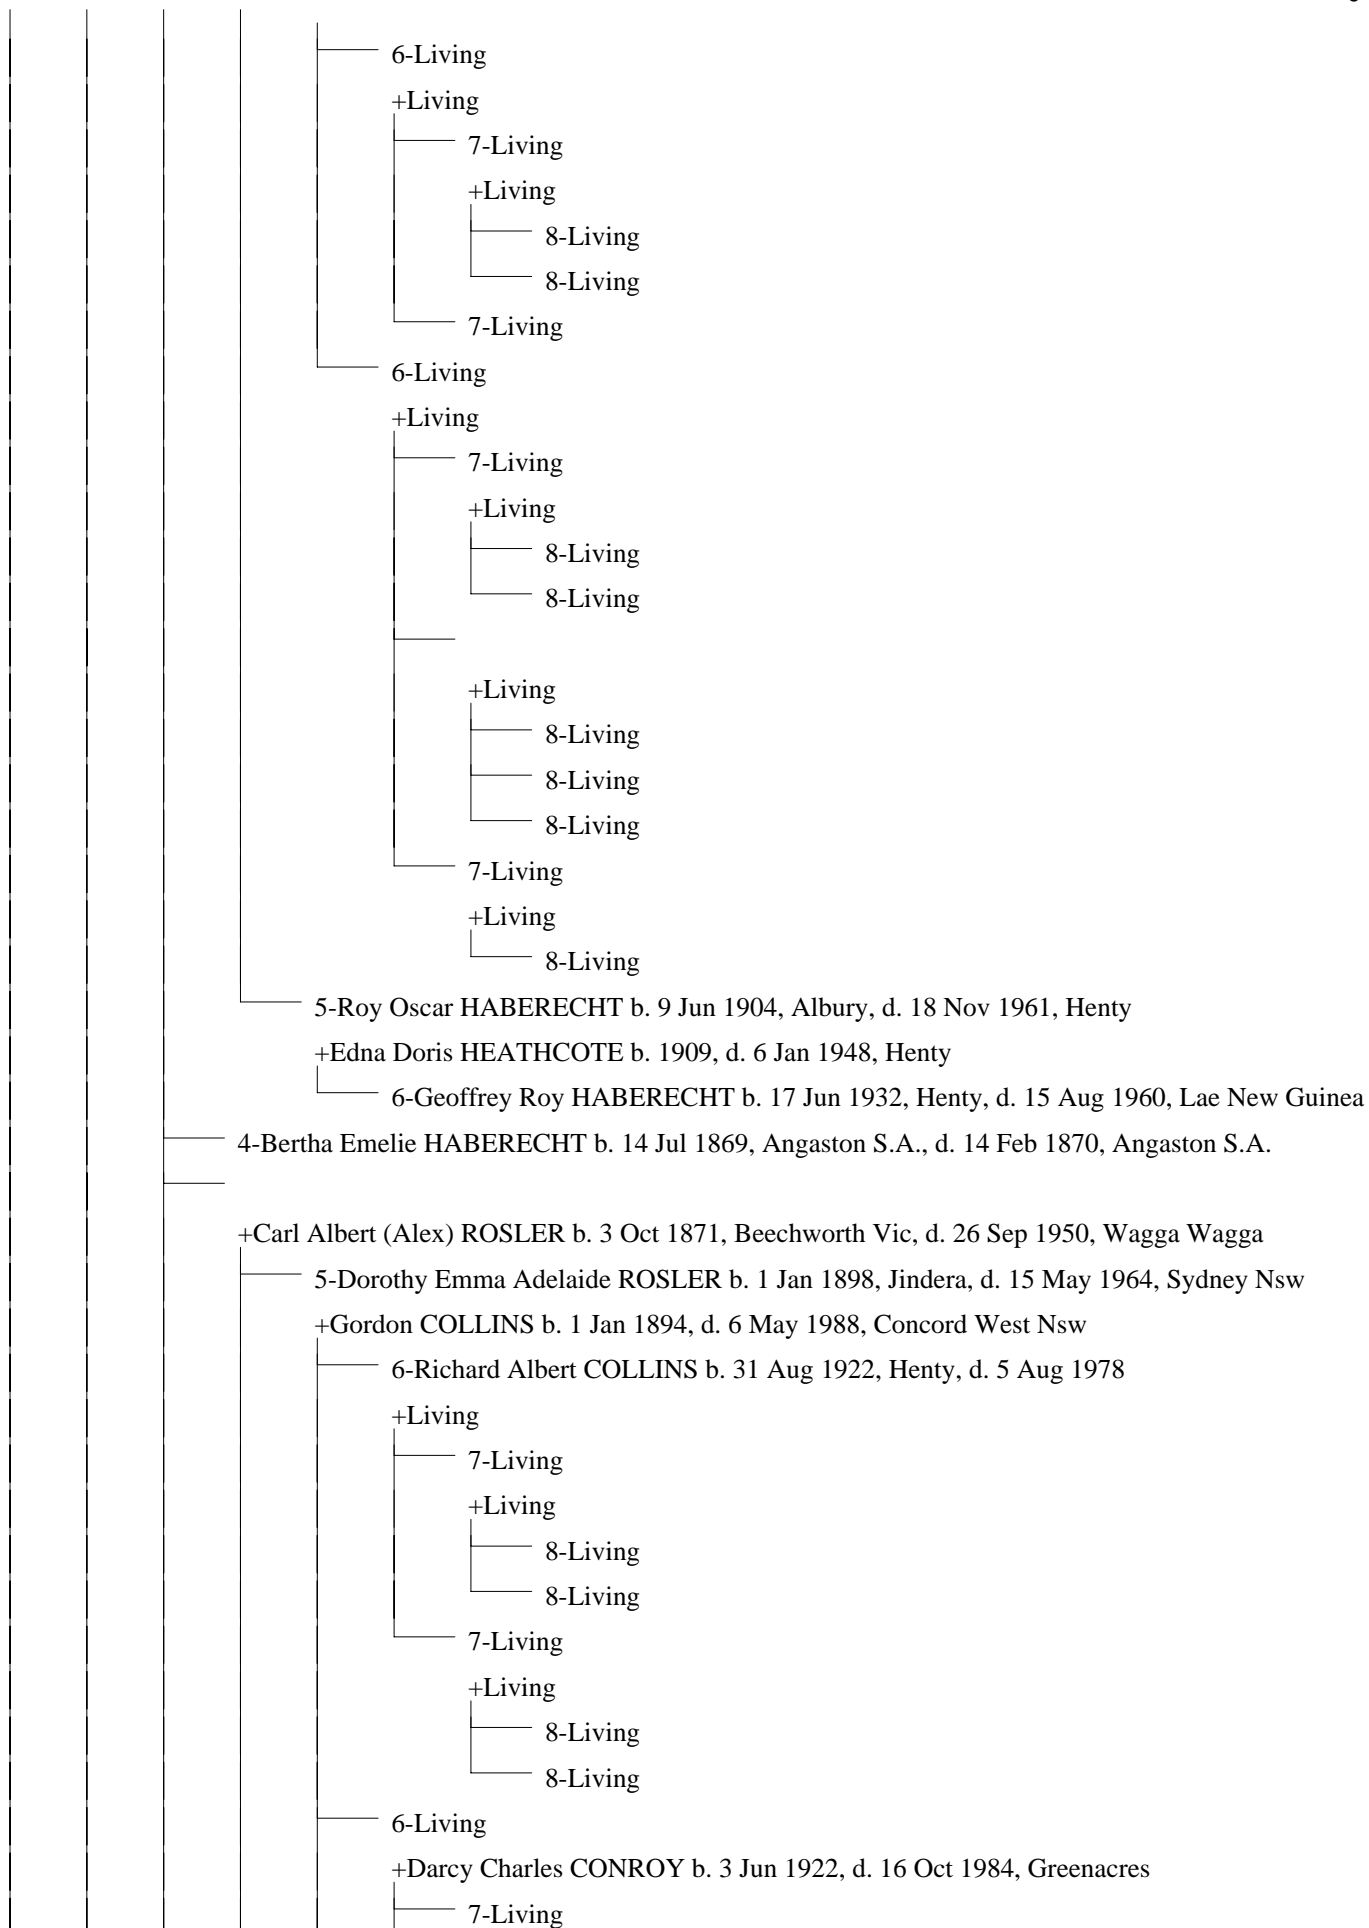 6-Living
+Living
7-Living
+Living
8-Living
8-Living
7-Living
6-Living
+Living
7-Living
+Living
8-Living
8-Living
+Living
8-Living
8-Living
8-Living
7-Living
+Living
8-Living
5-Roy Oscar HABERECHT b. 9 Jun 1904, Albury, d. 18 Nov 1961, Henty
+Edna Doris HEATHCOTE b. 1909, d. 6 Jan 1948, Henty
6-Geoffrey Roy HABERECHT b. 17 Jun 1932, Henty, d. 15 Aug 1960, Lae New Guinea
4-Bertha Emelie HABERECHT b. 14 Jul 1869, Angaston S.A., d. 14 Feb 1870, Angaston S.A.
+Carl Albert (Alex) ROSLER b. 3 Oct 1871, Beechworth Vic, d. 26 Sep 1950, Wagga Wagga
5-Dorothy Emma Adelaide ROSLER b. 1 Jan 1898, Jindera, d. 15 May 1964, Sydney Nsw
+Gordon COLLINS b. 1 Jan 1894, d. 6 May 1988, Concord West Nsw
6-Richard Albert COLLINS b. 31 Aug 1922, Henty, d. 5 Aug 1978
+Living
7-Living
+Living
8-Living
8-Living
7-Living
+Living
8-Living
8-Living
6-Living
+Darcy Charles CONROY b. 3 Jun 1922, d. 16 Oct 1984, Greenacres
7-Living